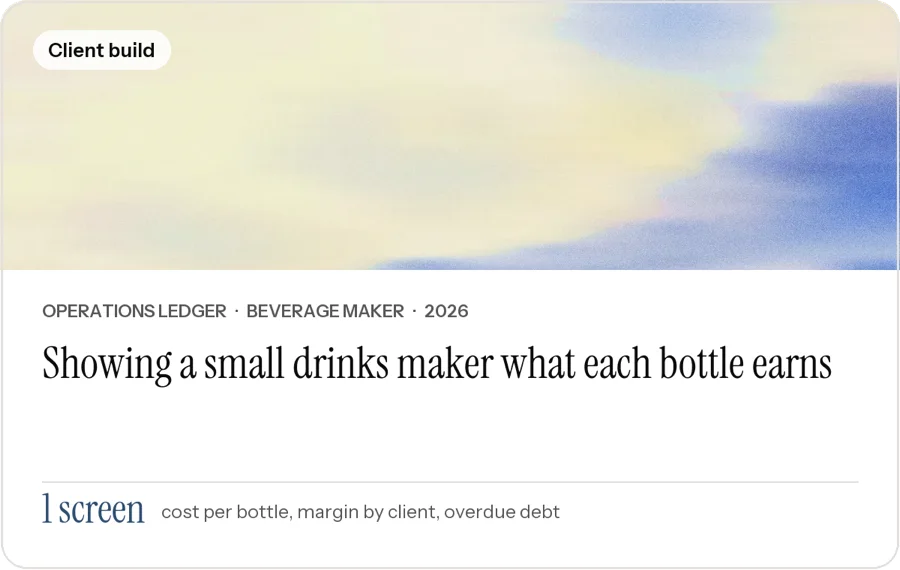 Client build
OPERATIONS LEDGER · BEVERAGE MAKER · 2026
Showing a small drinks maker what each bottle earns
1 screen cost per bottle, margin by client, overdue debt